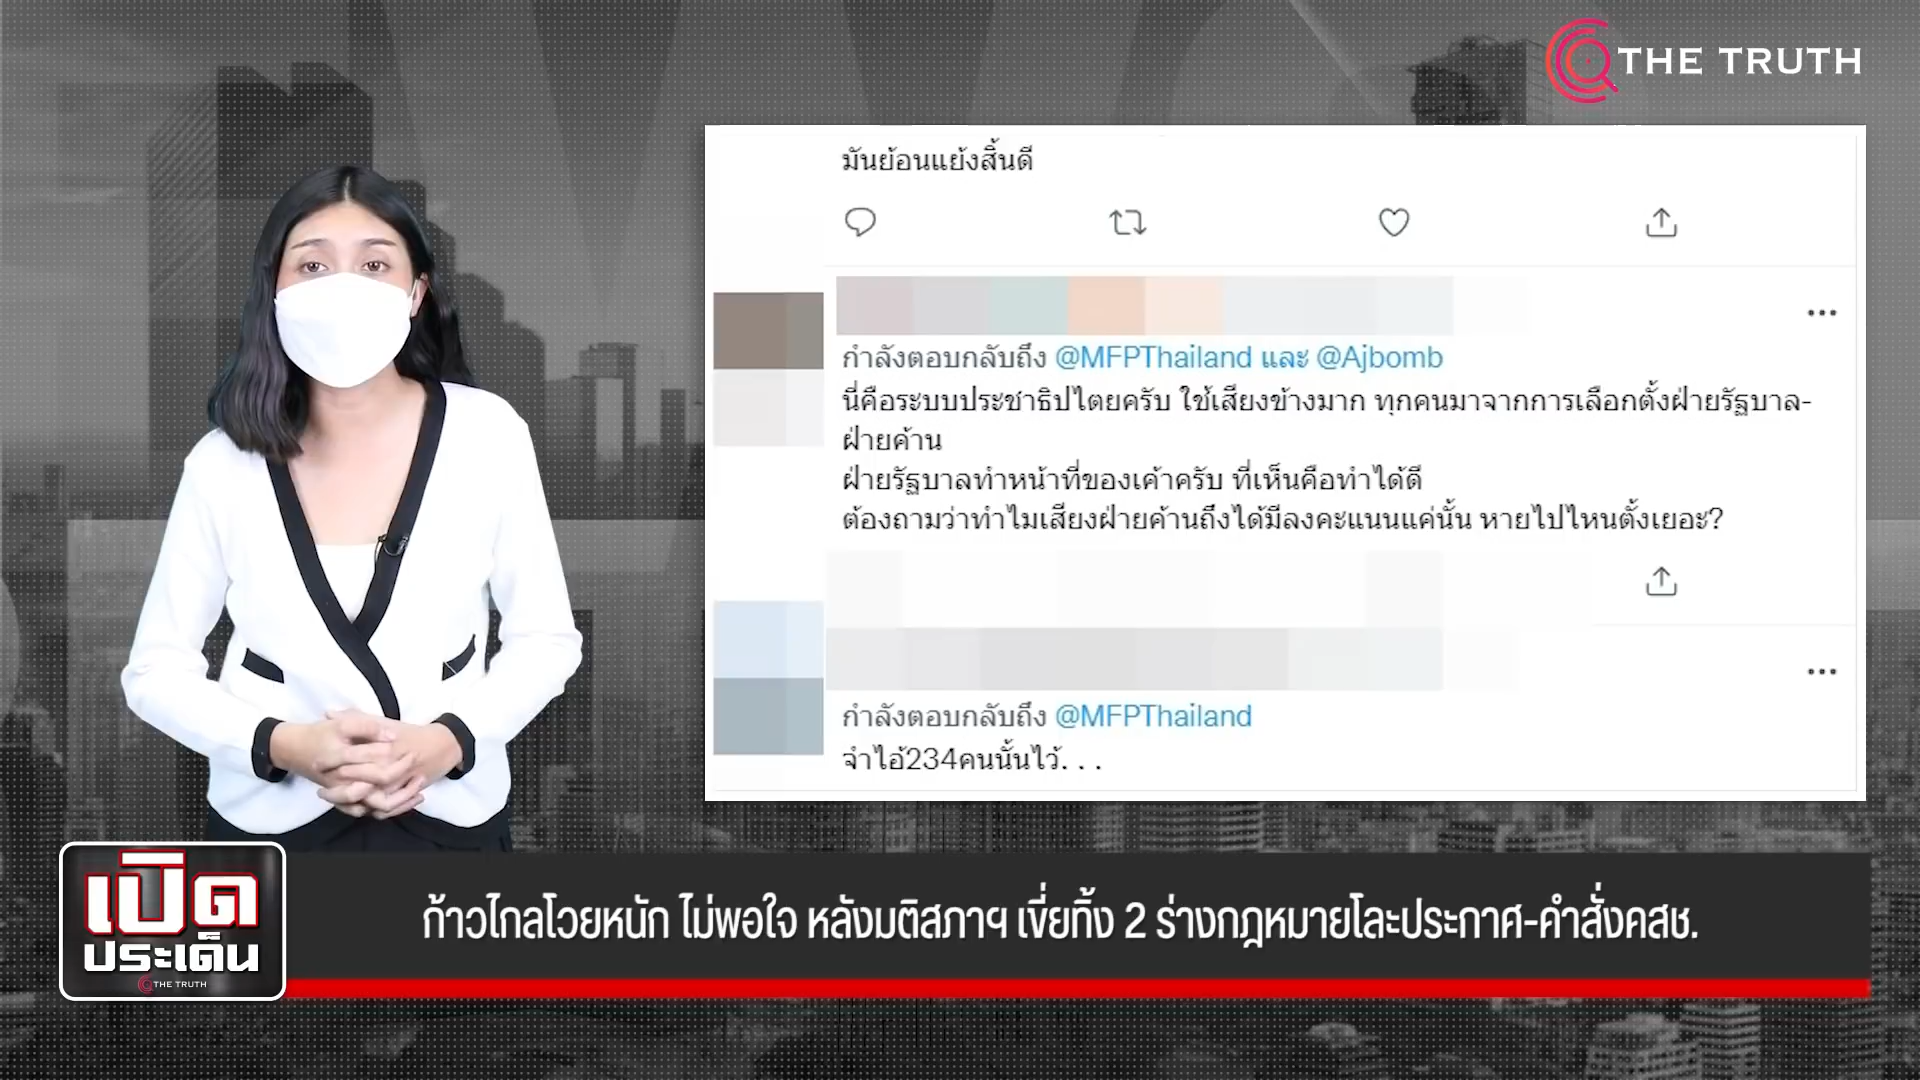 THE TRUTH
มันย้อนแย้งสิ้นดี
กำลังตอบกลับถึง @MFPThailand และ @Ajbomb
นี่คือระบบประชาธิปไตยครับ ใช้เสียงข้างมาก ทุกคนมาจากการเลือกตั้งฝ่ายรัฐบาล-
ฝ่ายค้าน
ฝ่ายรัฐบาลทำหน้าที่ของเค้าครับ ที่เห็นคือทำได้ดี
ต้องถามว่าทำไมเสียงฝ่ายค้านถึงได้มีลงคะแนนแค่นั้น หายไปไหนตั้งเยอะ?
กำลังตอบกลับถึง @MFPThailand
จำไอ้234คนนั้นไว้. . .
เปิด
ประเด็น
THE TRUTH
ก้าวไกลโวยหนัก ไม่พอใจ หลังมติสภาฯ เขี่ยทิ้ง 2 ร่างกฎหมายโละประกาศ-คำสั่งคสช.